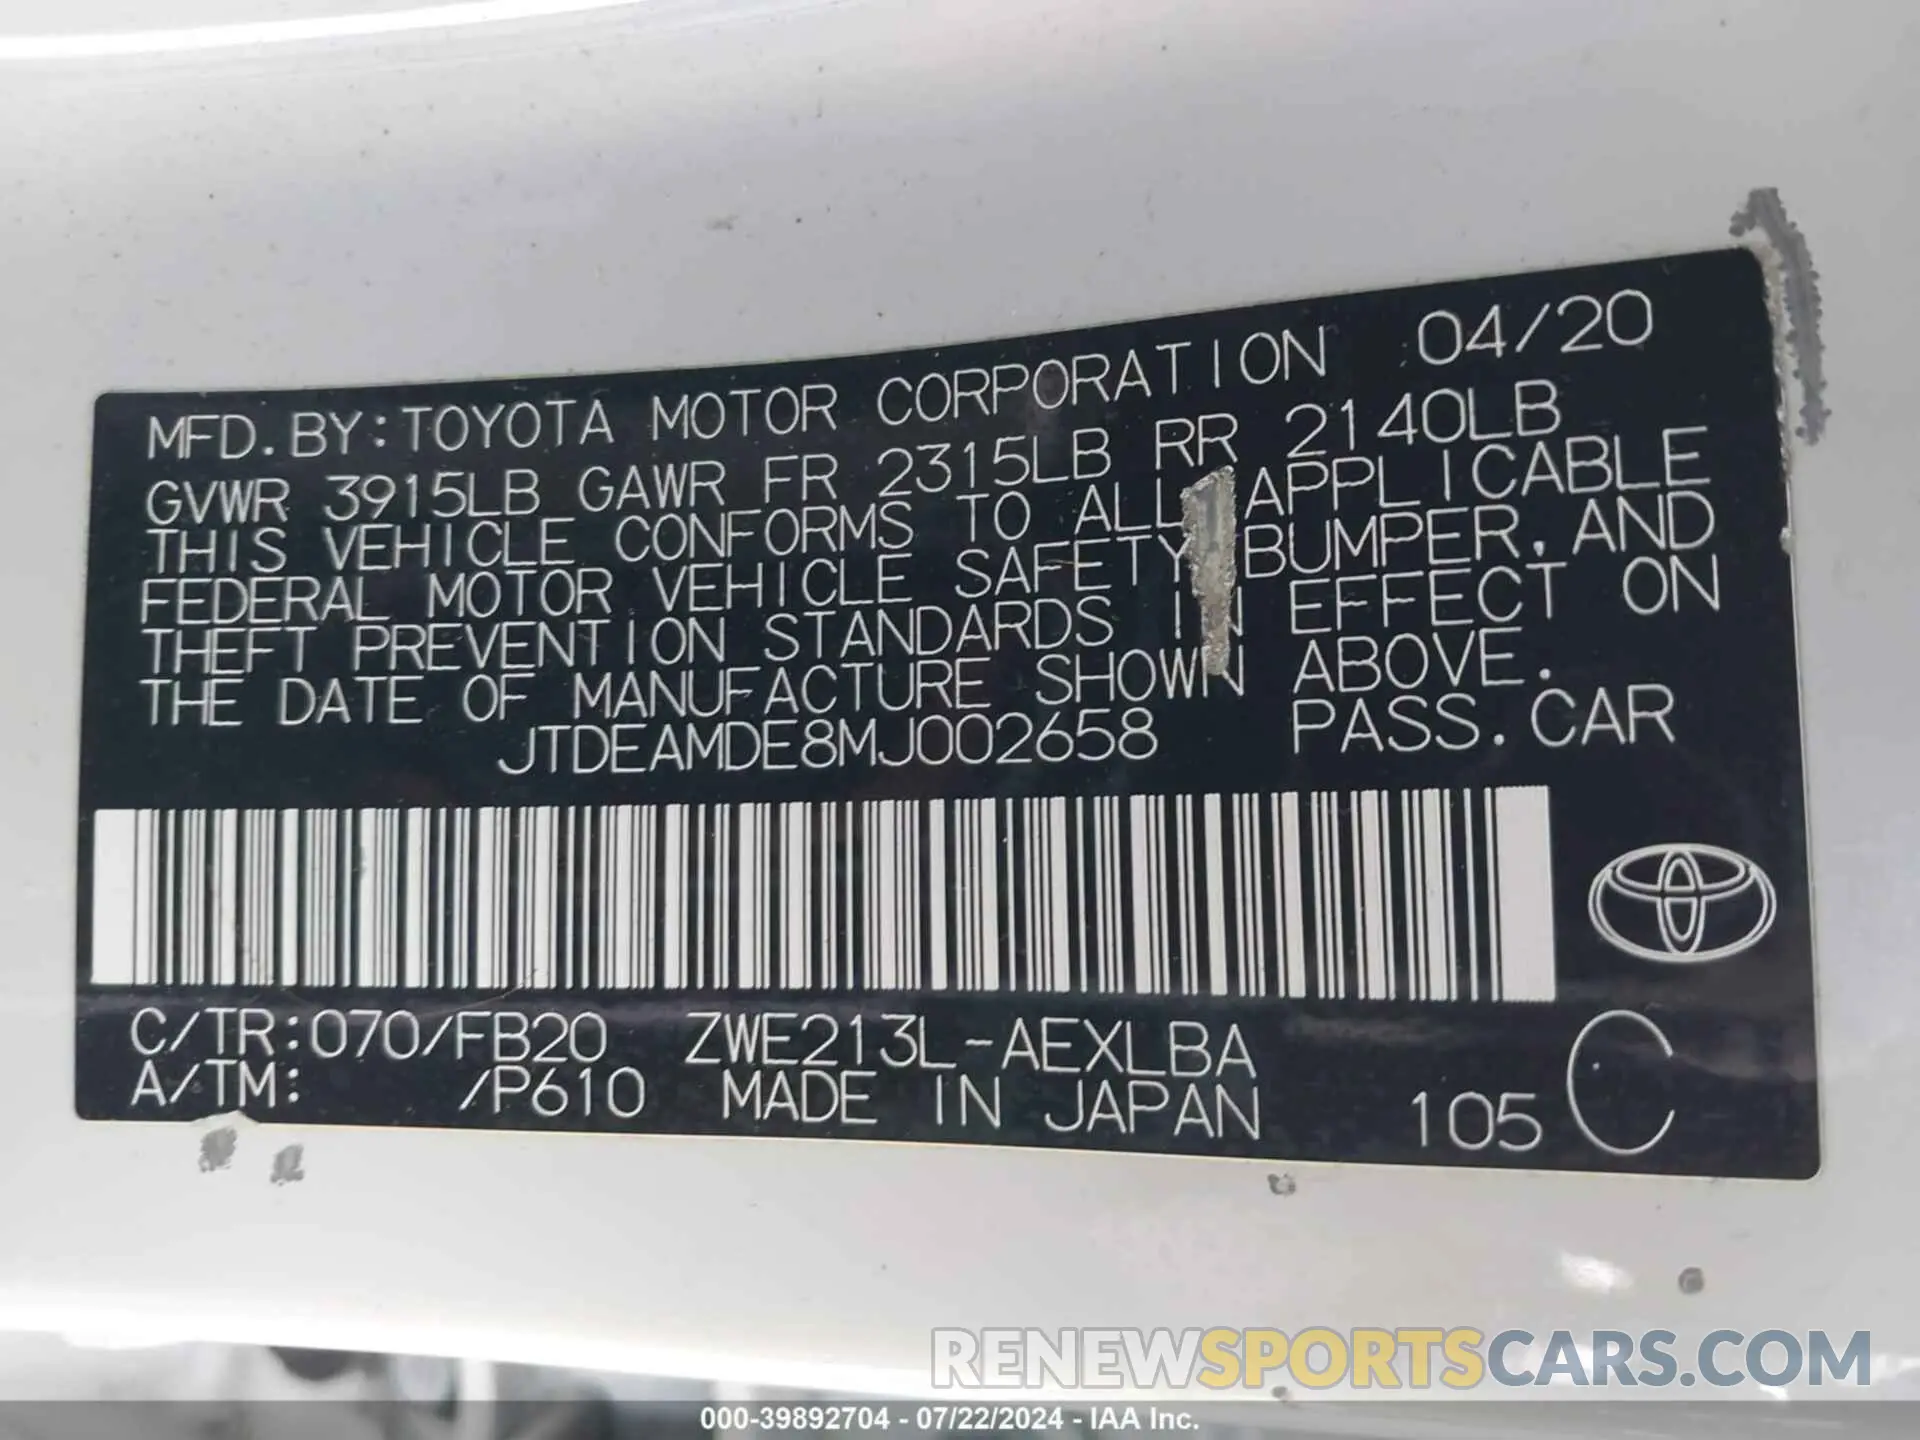 MFD.BY:TOYOTA MOTOR CORPORATION 04/20
GVWR 3915LB GAWR FR 2315LB RR 2140LB
THIS VEHICLE CONFORMS TO ALL APPLICABLE
FEDERAL MOTOR VEHICLE SAFETY BUMPER, AND
THEFT PREVENTION STANDARDS IN EFFECT ON
THE DATE OF MANUFACTURE SHOWN ABOVE.
JTDEAMDE8MJ002658 PASS.CAR
C/TR:070/FB20 ZWE213L-AEXLBA
A/TM: /P610 MADE IN JAPAN 105 C
RENEWSPORTSCARS.COM
000-39892704 - 07/22/2024 - IAA Inc.